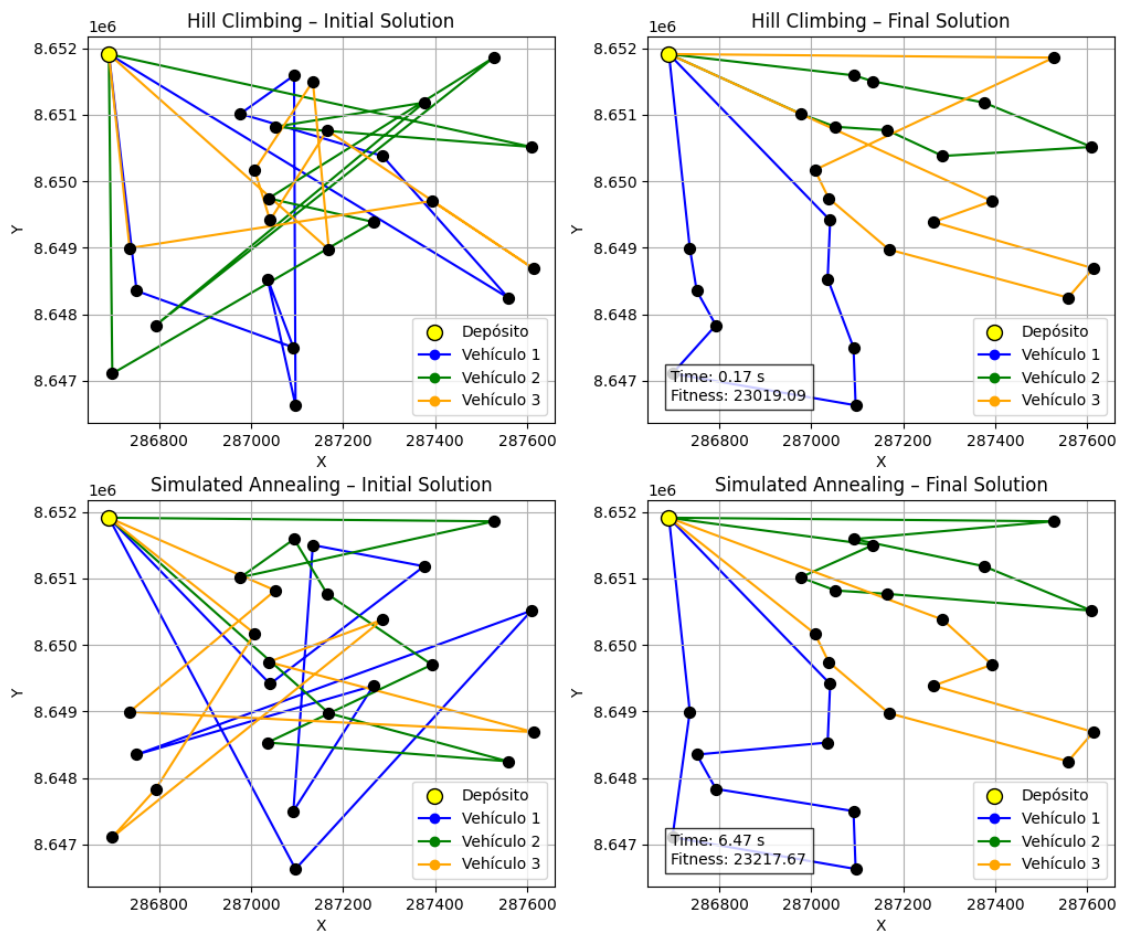 Hill Climbing – Initial Solution
1e6
8.652
8.651
8.650
8.649
8.648
8.647
Y
286800
287000
287200
287400
287600
X
Depósito
Vehículo 1
Vehículo 2
Vehículo 3
Hill Climbing – Final Solution
1e6
8.652
8.651
8.650
8.649
8.648
8.647
Y
286800
287000
287200
287400
287600
X
Time: 0.17 s
Fitness: 23019.09
Depósito
Vehículo 1
Vehículo 2
Vehículo 3
Simulated Annealing – Initial Solution
1e6
8.652
8.651
8.650
8.649
8.648
8.647
Y
286800
287000
287200
287400
287600
X
Depósito
Vehículo 1
Vehículo 2
Vehículo 3
Simulated Annealing – Final Solution
1e6
8.652
8.651
8.650
8.649
8.648
8.647
Y
286800
287000
287200
287400
287600
X
Time: 6.47 s
Fitness: 23217.67
Depósito
Vehículo 1
Vehículo 2
Vehículo 3